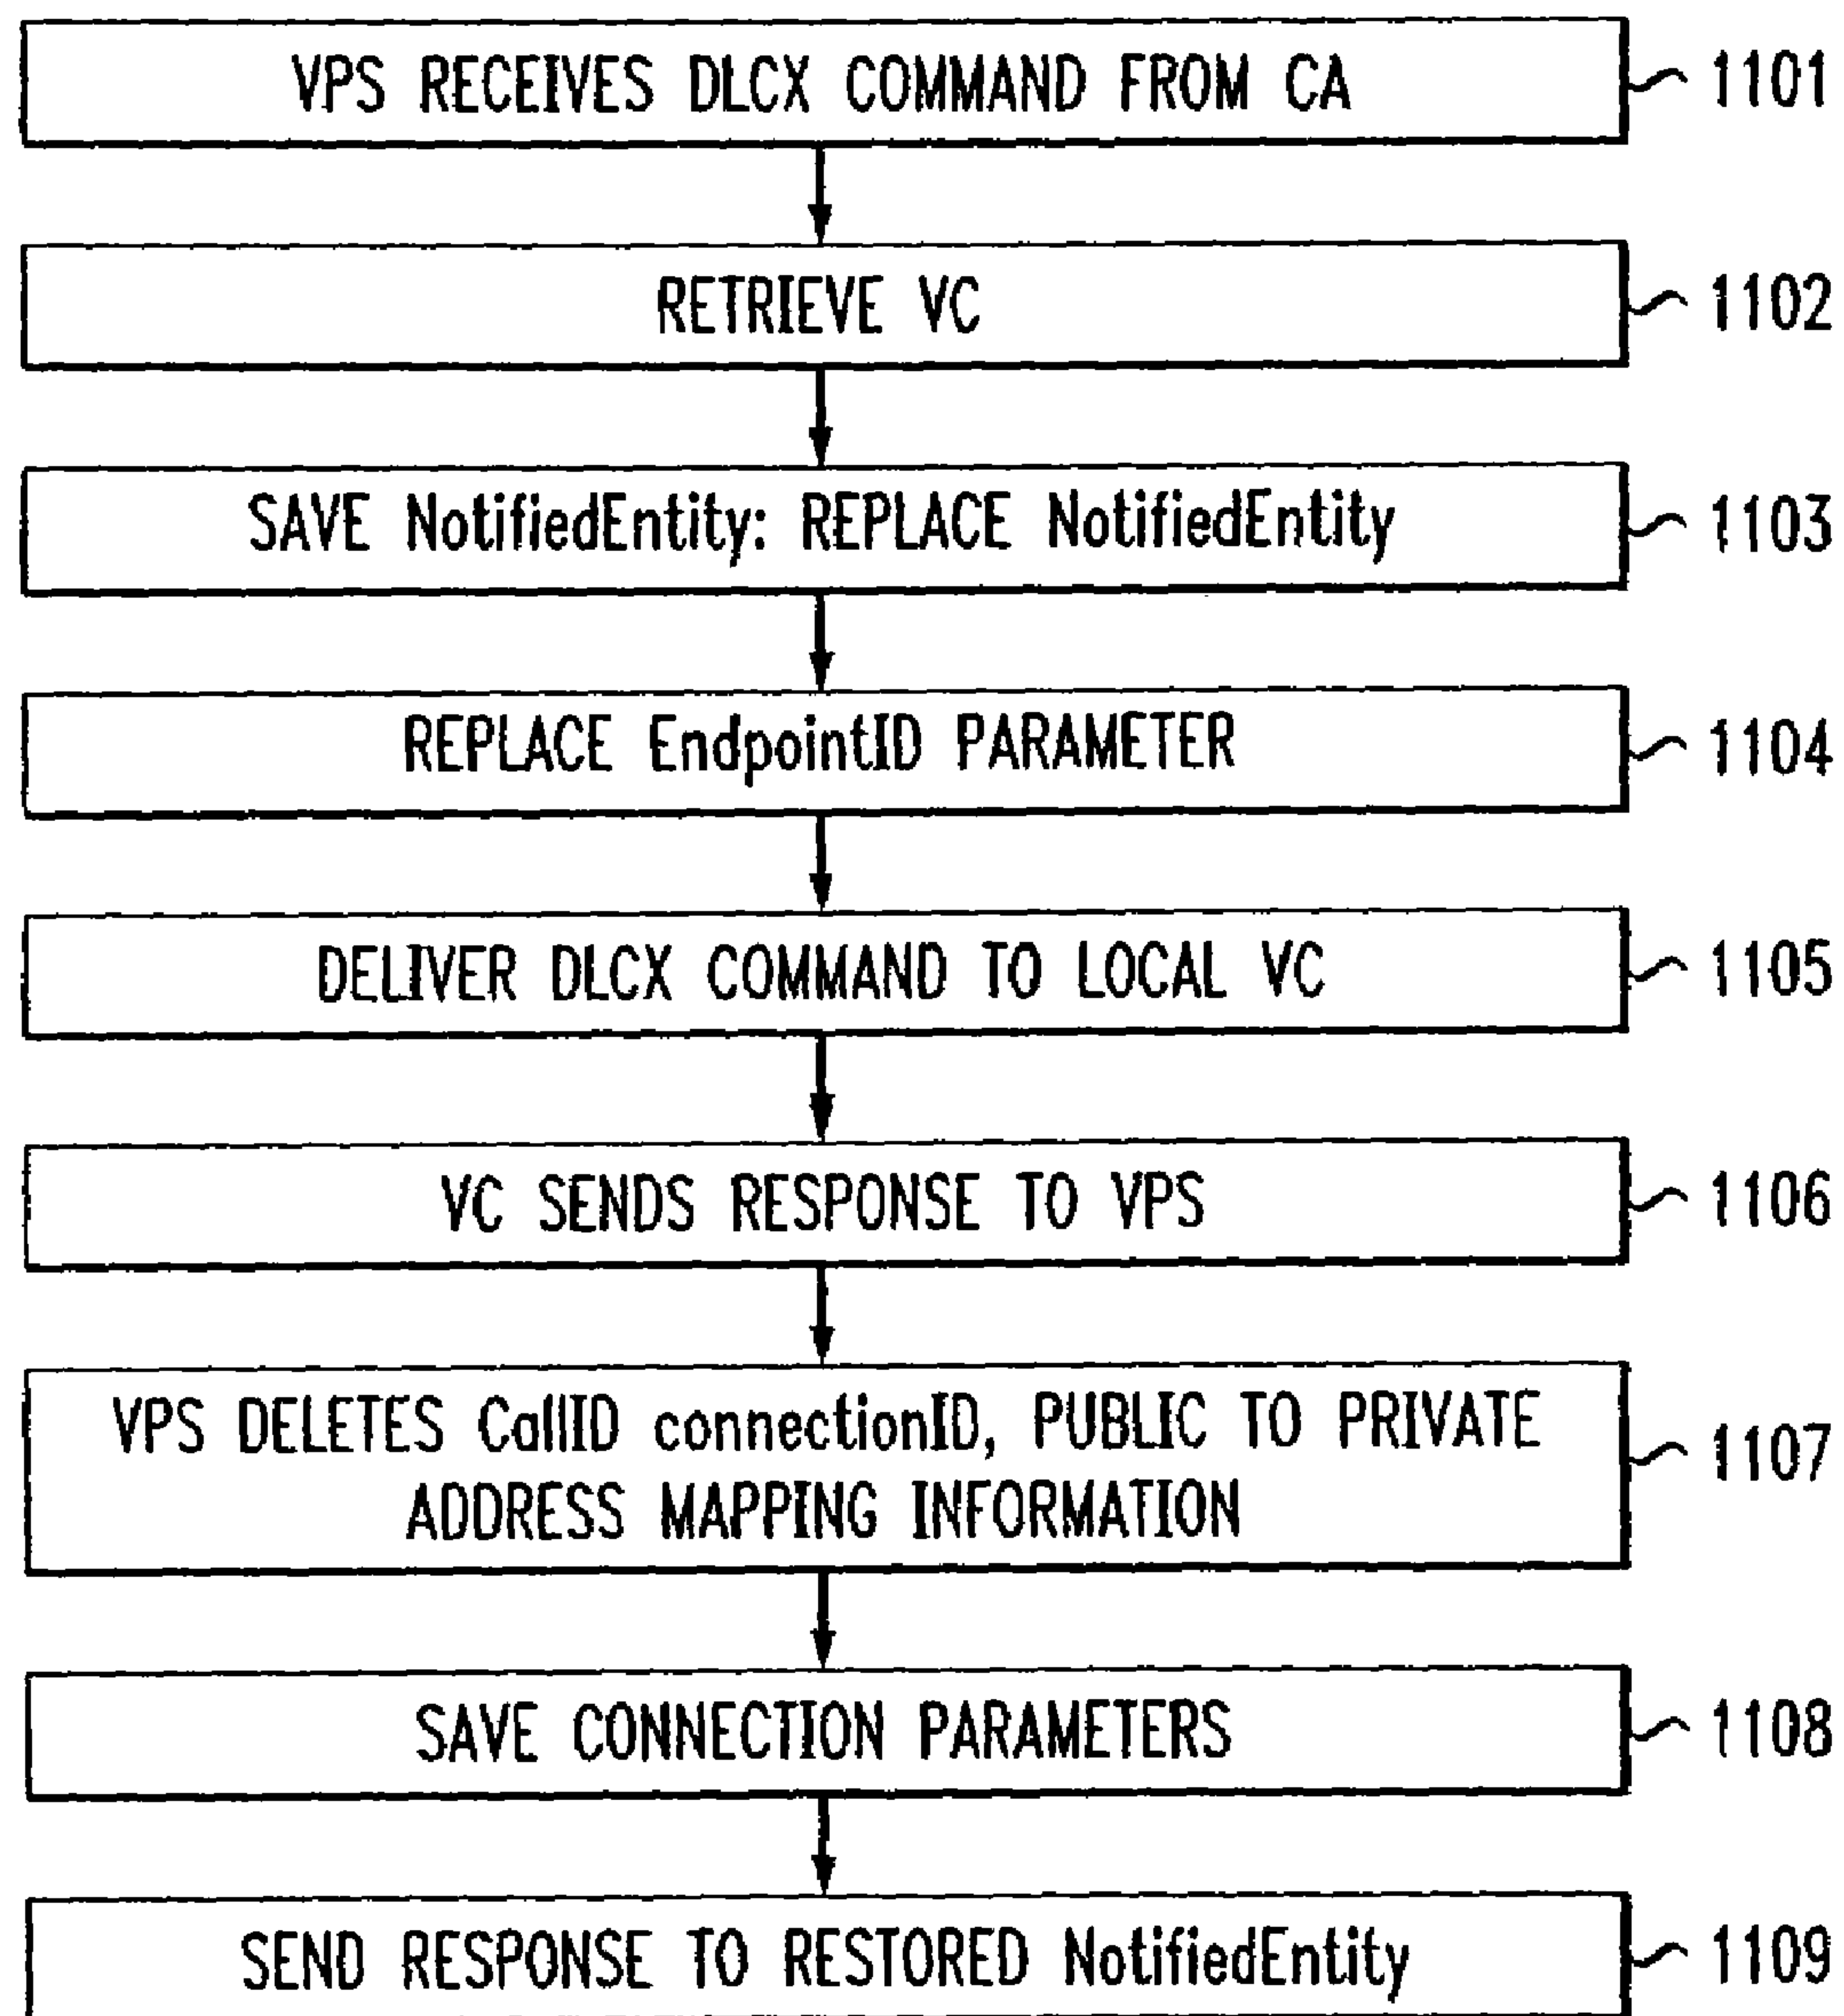 VPS RECEIVES DLCX COMMAND FROM CA 1101
RETRIEVE VC 1102
SAVE NotifiedEntity: REPLACE NotifiedEntity 1103
REPLACE EndpointID PARAMETER 1104
DELIVER DLCX COMMAND TO LOCAL VC 1105
VC SENDS RESPONSE TO VPS 1106
VPS DELETES CallID connectionID, PUBLIC TO PRIVATE
ADDRESS MAPPING INFORMATION 1107
SAVE CONNECTION PARAMETERS 1108
SEND RESPONSE TO RESTORED NotifiedEntity 1109